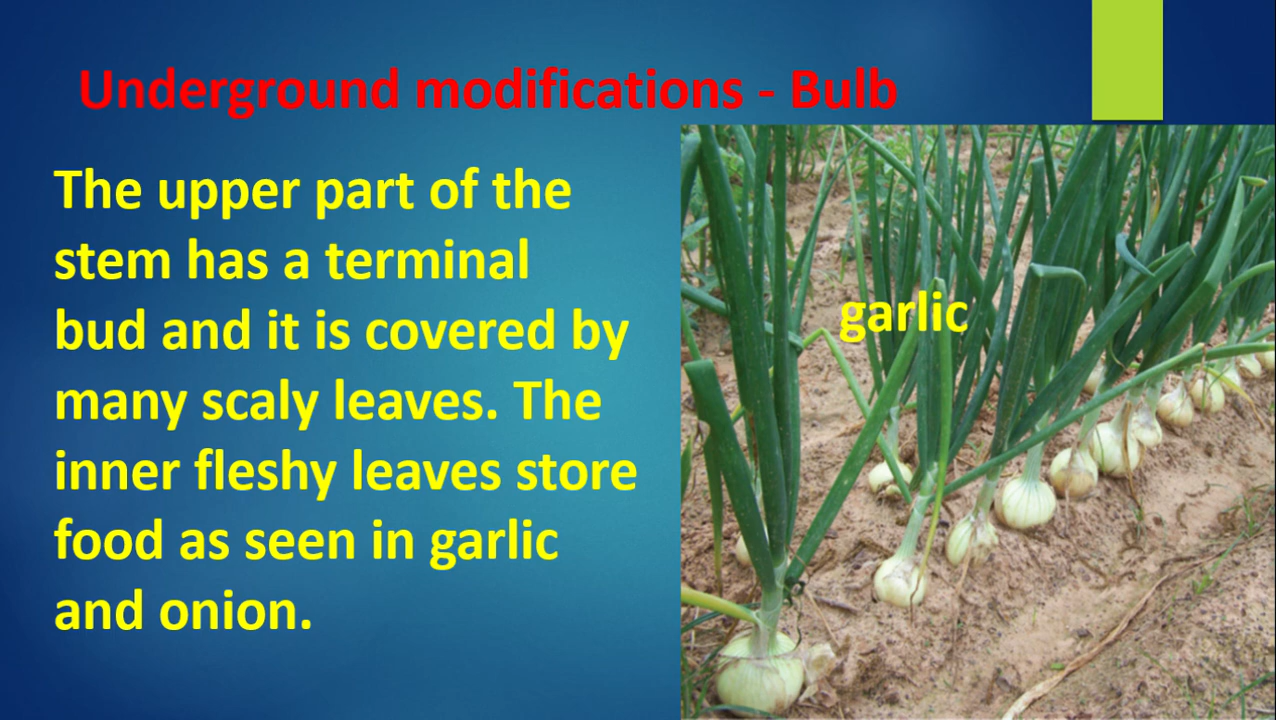 Underground modifications - Bulb
The upper part of the
stem has a terminal
bud and it is covered by
many scaly leaves. The
inner fleshy leaves store
food as seen in garlic
and onion.
garlic